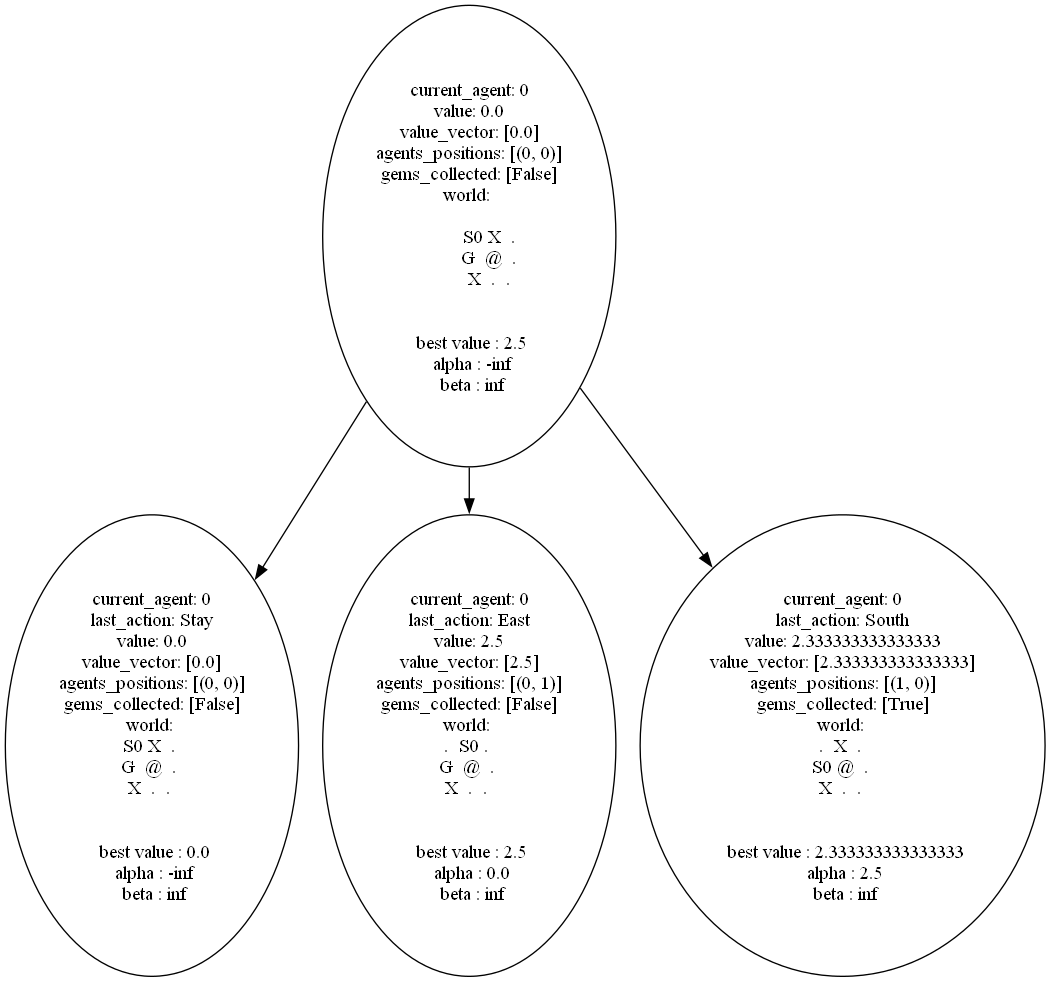 current_agent: 0
value: 0.0
value_vector: [0.0]
agents_positions: [(0, 0)]
gems_collected: [False]
world:
S0 X .
G @ .
X . .
best value : 2.5
alpha : -inf
beta : inf
current_agent: 0
last_action: Stay
value: 0.0
value_vector: [0.0]
agents_positions: [(0, 0)]
gems_collected: [False]
world:
S0 X .
G @ .
X . .
best value : 0.0
alpha : -inf
beta : inf
current_agent: 0
last_action: East
value: 2.5
value_vector: [2.5]
agents_positions: [(0, 1)]
gems_collected: [False]
world:
. S0 .
G @ .
X . .
best value : 2.5
alpha : 0.0
beta : inf
current_agent: 0
last_action: South
value: 2.333333333333333
value_vector: [2.333333333333333]
agents_positions: [(1, 0)]
gems_collected: [True]
world:
. X .
S0 @ .
X . .
best value : 2.333333333333333
alpha : 2.5
beta : inf